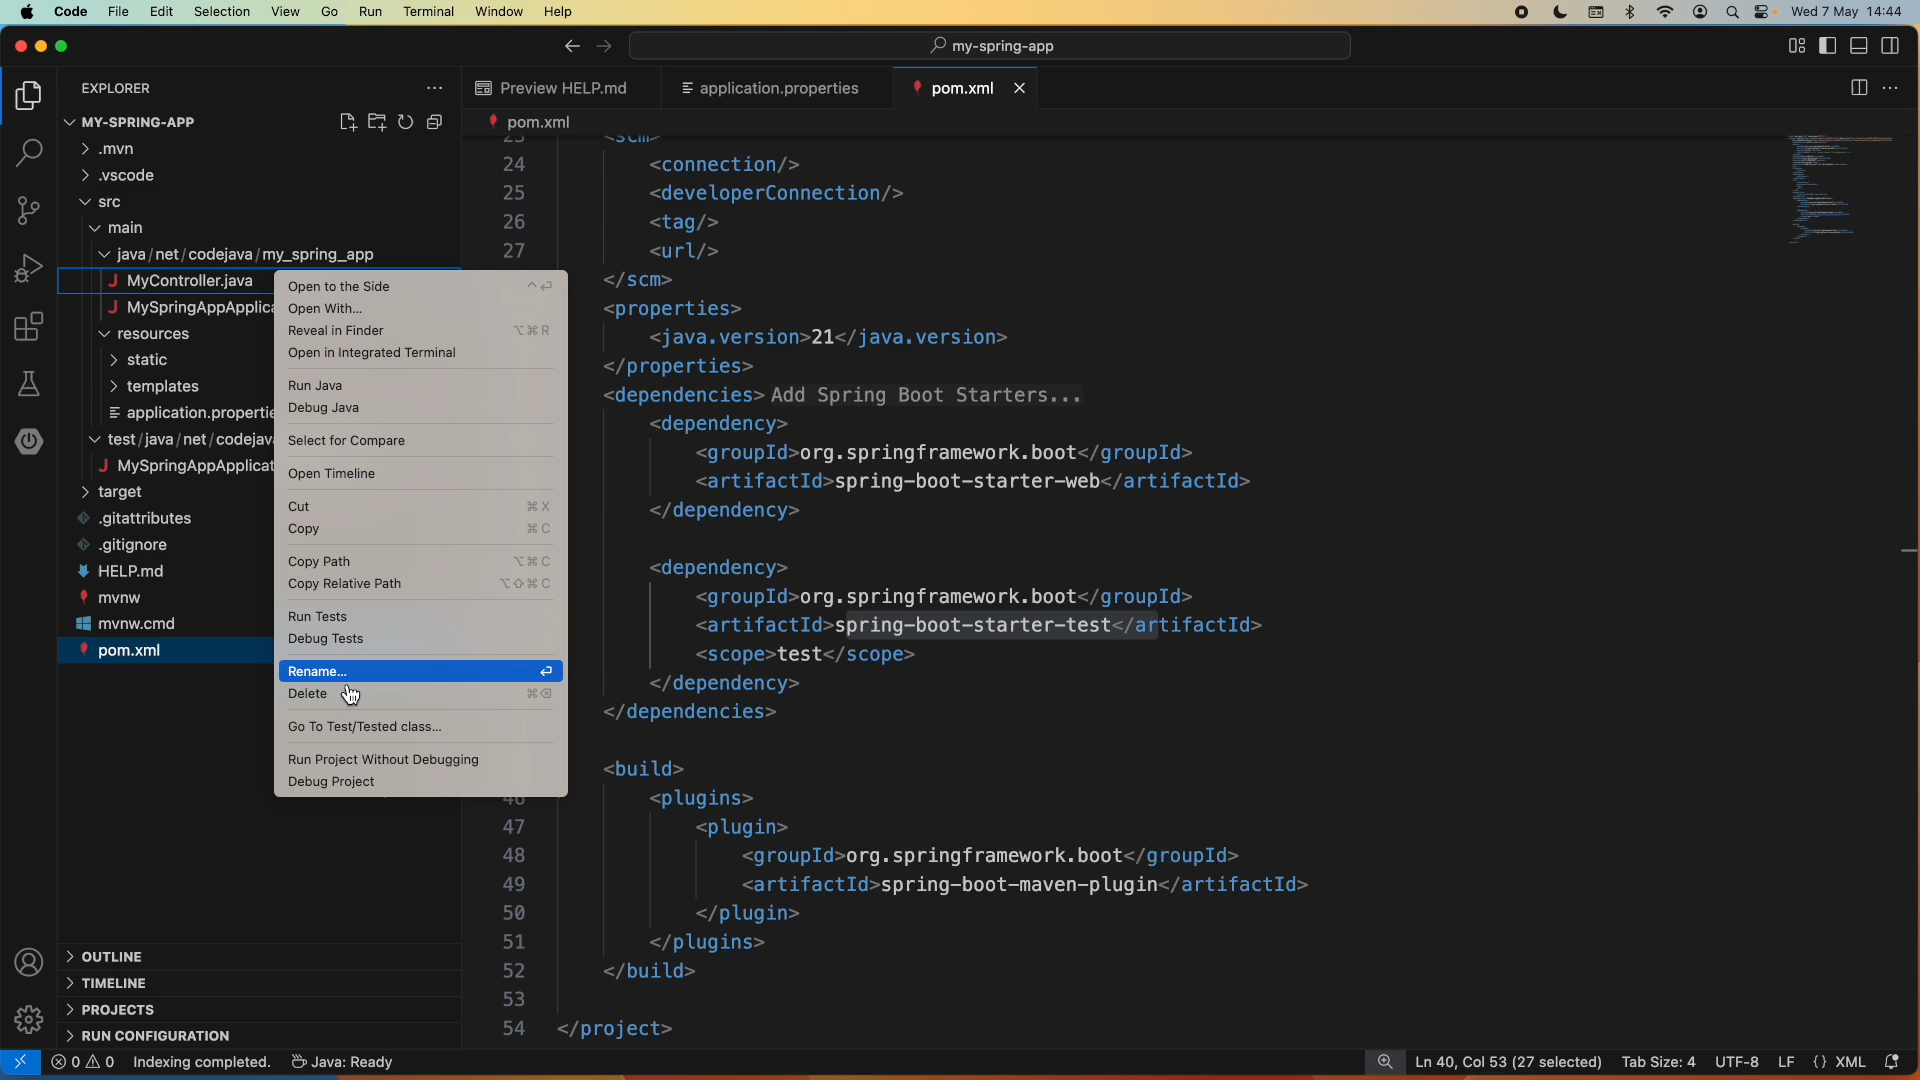 Code File Edit Selection View Go Run Terminal Window Help Wed 7 May 14:44
my-spring-app
EXPLORER
MY-SPRING-APP
.mvn
.vscode
src
main
java/net/codejava/my_spring_app
MyController.java
MySpringAppApplica
resources
static
templates
application.propertie
test/java/net/codejav
MySpringAppApplicat
target
.gitattributes
.gitignore
HELP.md
mvnw
mvnw.cmd
pom.xml
OUTLINE
TIMELINE
PROJECTS
RUN CONFIGURATION
Open to the Side
Open With...
Reveal in Finder ⌥⌘R
Open in Integrated Terminal
Run Java
Debug Java
Select for Compare
Open Timeline
Cut ⌘X
Copy ⌘C
Copy Path ⌥⌘C
Copy Relative Path ⌥⇧⌘C
Run Tests
Debug Tests
Rename...
Delete
Go To Test/Tested class...
Run Project Without Debugging
Debug Project
Preview HELP.md application.properties pom.xml
pom.xml
23 <scm>
24 <connection/>
25 <developerConnection/>
26 <tag/>
27 <url/>
</scm>
<properties>
<java.version>21</java.version>
</properties>
<dependencies> Add Spring Boot Starters...
<dependency>
<groupId>org.springframework.boot</groupId>
<artifactId>spring-boot-starter-web</artifactId>
</dependency>
<dependency>
<groupId>org.springframework.boot</groupId>
<artifactId>spring-boot-starter-test</artifactId>
<scope>test</scope>
</dependency>
</dependencies>
<build>
46 <plugins>
47 <plugin>
48 <groupId>org.springframework.boot</groupId>
49 <artifactId>spring-boot-maven-plugin</artifactId>
50 </plugin>
51 </plugins>
52 </build>
53
54 </project>
0 0 Indexing completed. Java: Ready Ln 40, Col 53 (27 selected) Tab Size: 4 UTF-8 LF {} XML